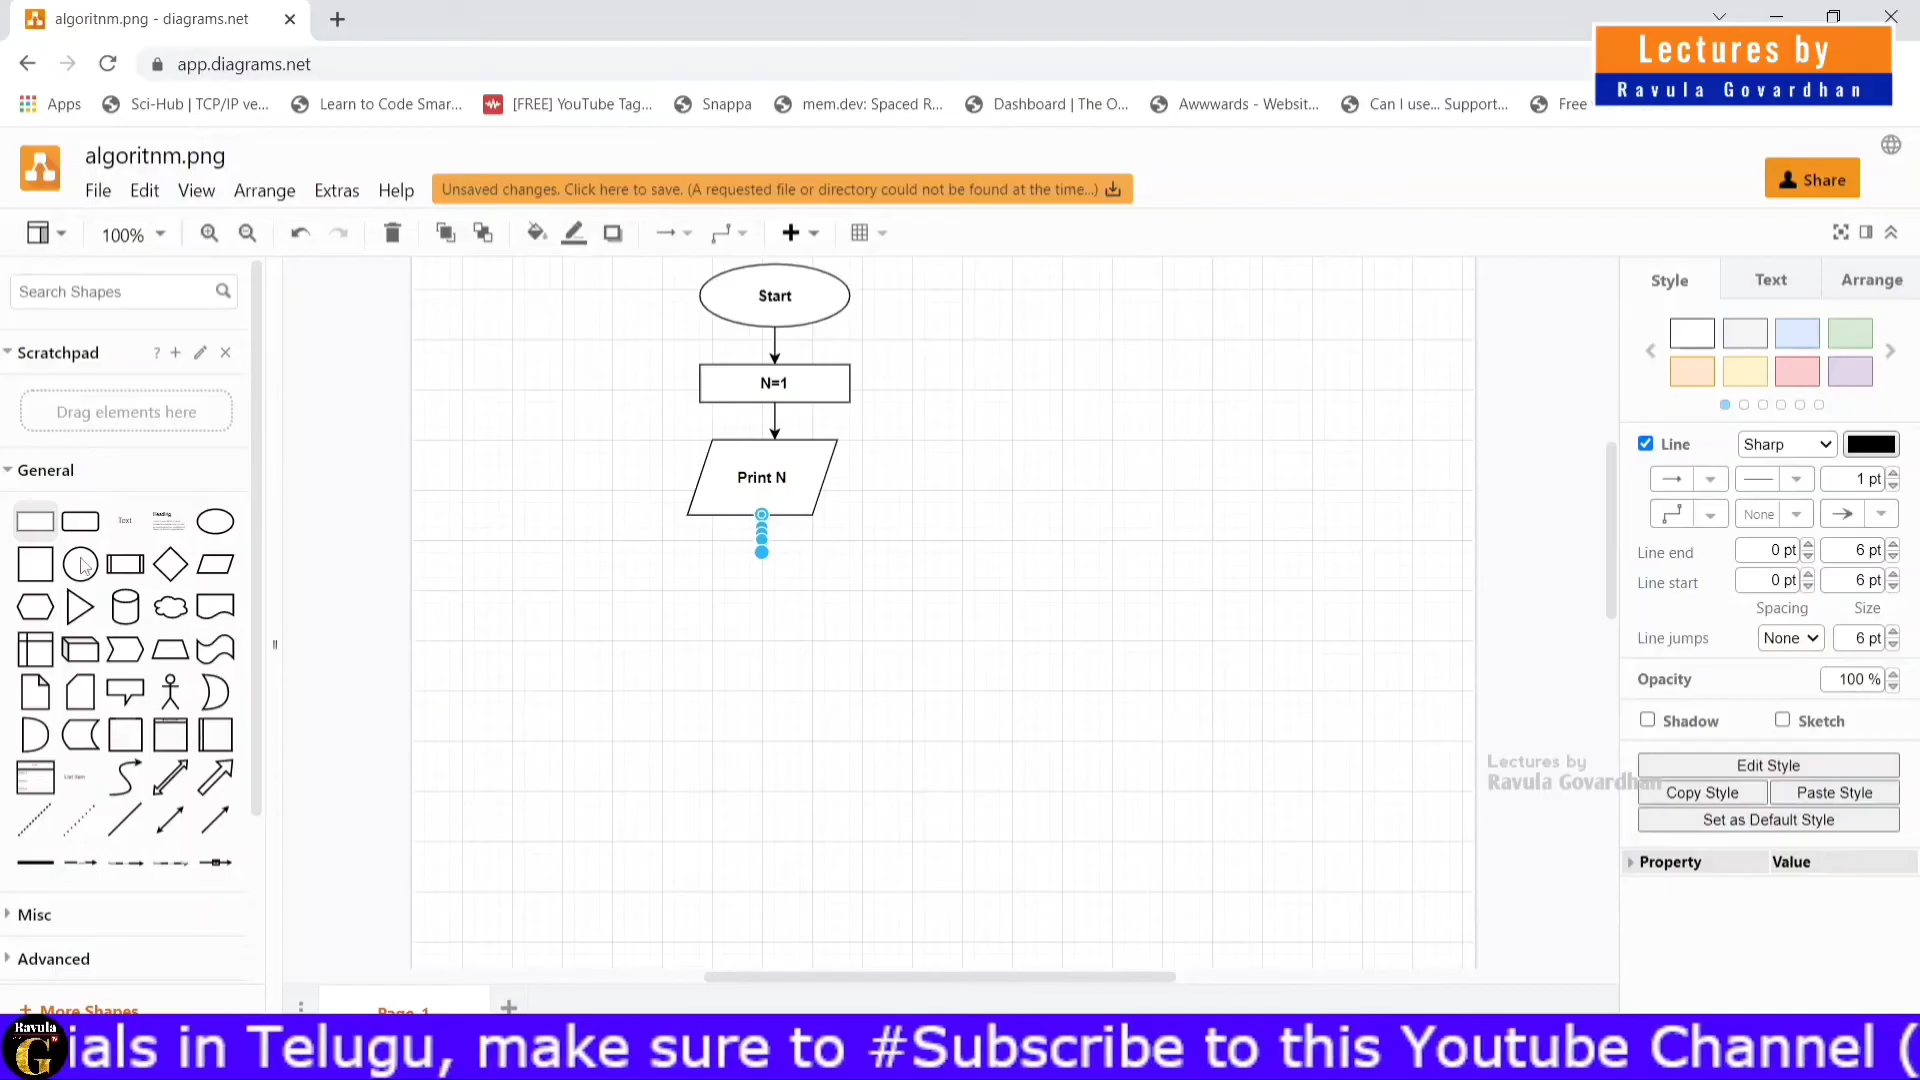 algoritnm.png - diagrams.net
Lectures by
Ravula Govardhan
app.diagrams.net
Apps
Sci-Hub | TCP/IP ve...
Learn to Code Smar...
[FREE] YouTube Tag...
Snappa
mem.dev: Spaced R...
Dashboard | The O...
Awwwards - Websit...
Can I use... Support...
Free
algoritnm.png
File Edit View Arrange Extras Help
Unsaved changes. Click here to save. (A requested file or directory could not be found at the time...)
Share
100%
Search Shapes
Scratchpad
?
Drag elements here
General
Text
Heading
List Item
Misc
Advanced
+ More Shapes
Start
N=1
Print N
Page-1
Style Text Arrange
Line Sharp
1 pt
None
Line end 0 pt 6 pt
Line start 0 pt 6 pt
Spacing Size
Line jumps None 6 pt
Opacity 100 %
Shadow Sketch
Lectures by
Ravula Govardhan
Edit Style
Copy Style Paste Style
Set as Default Style
Property Value
Ravula
G
ials in Telugu, make sure to #Subscribe to this Youtube Channel (